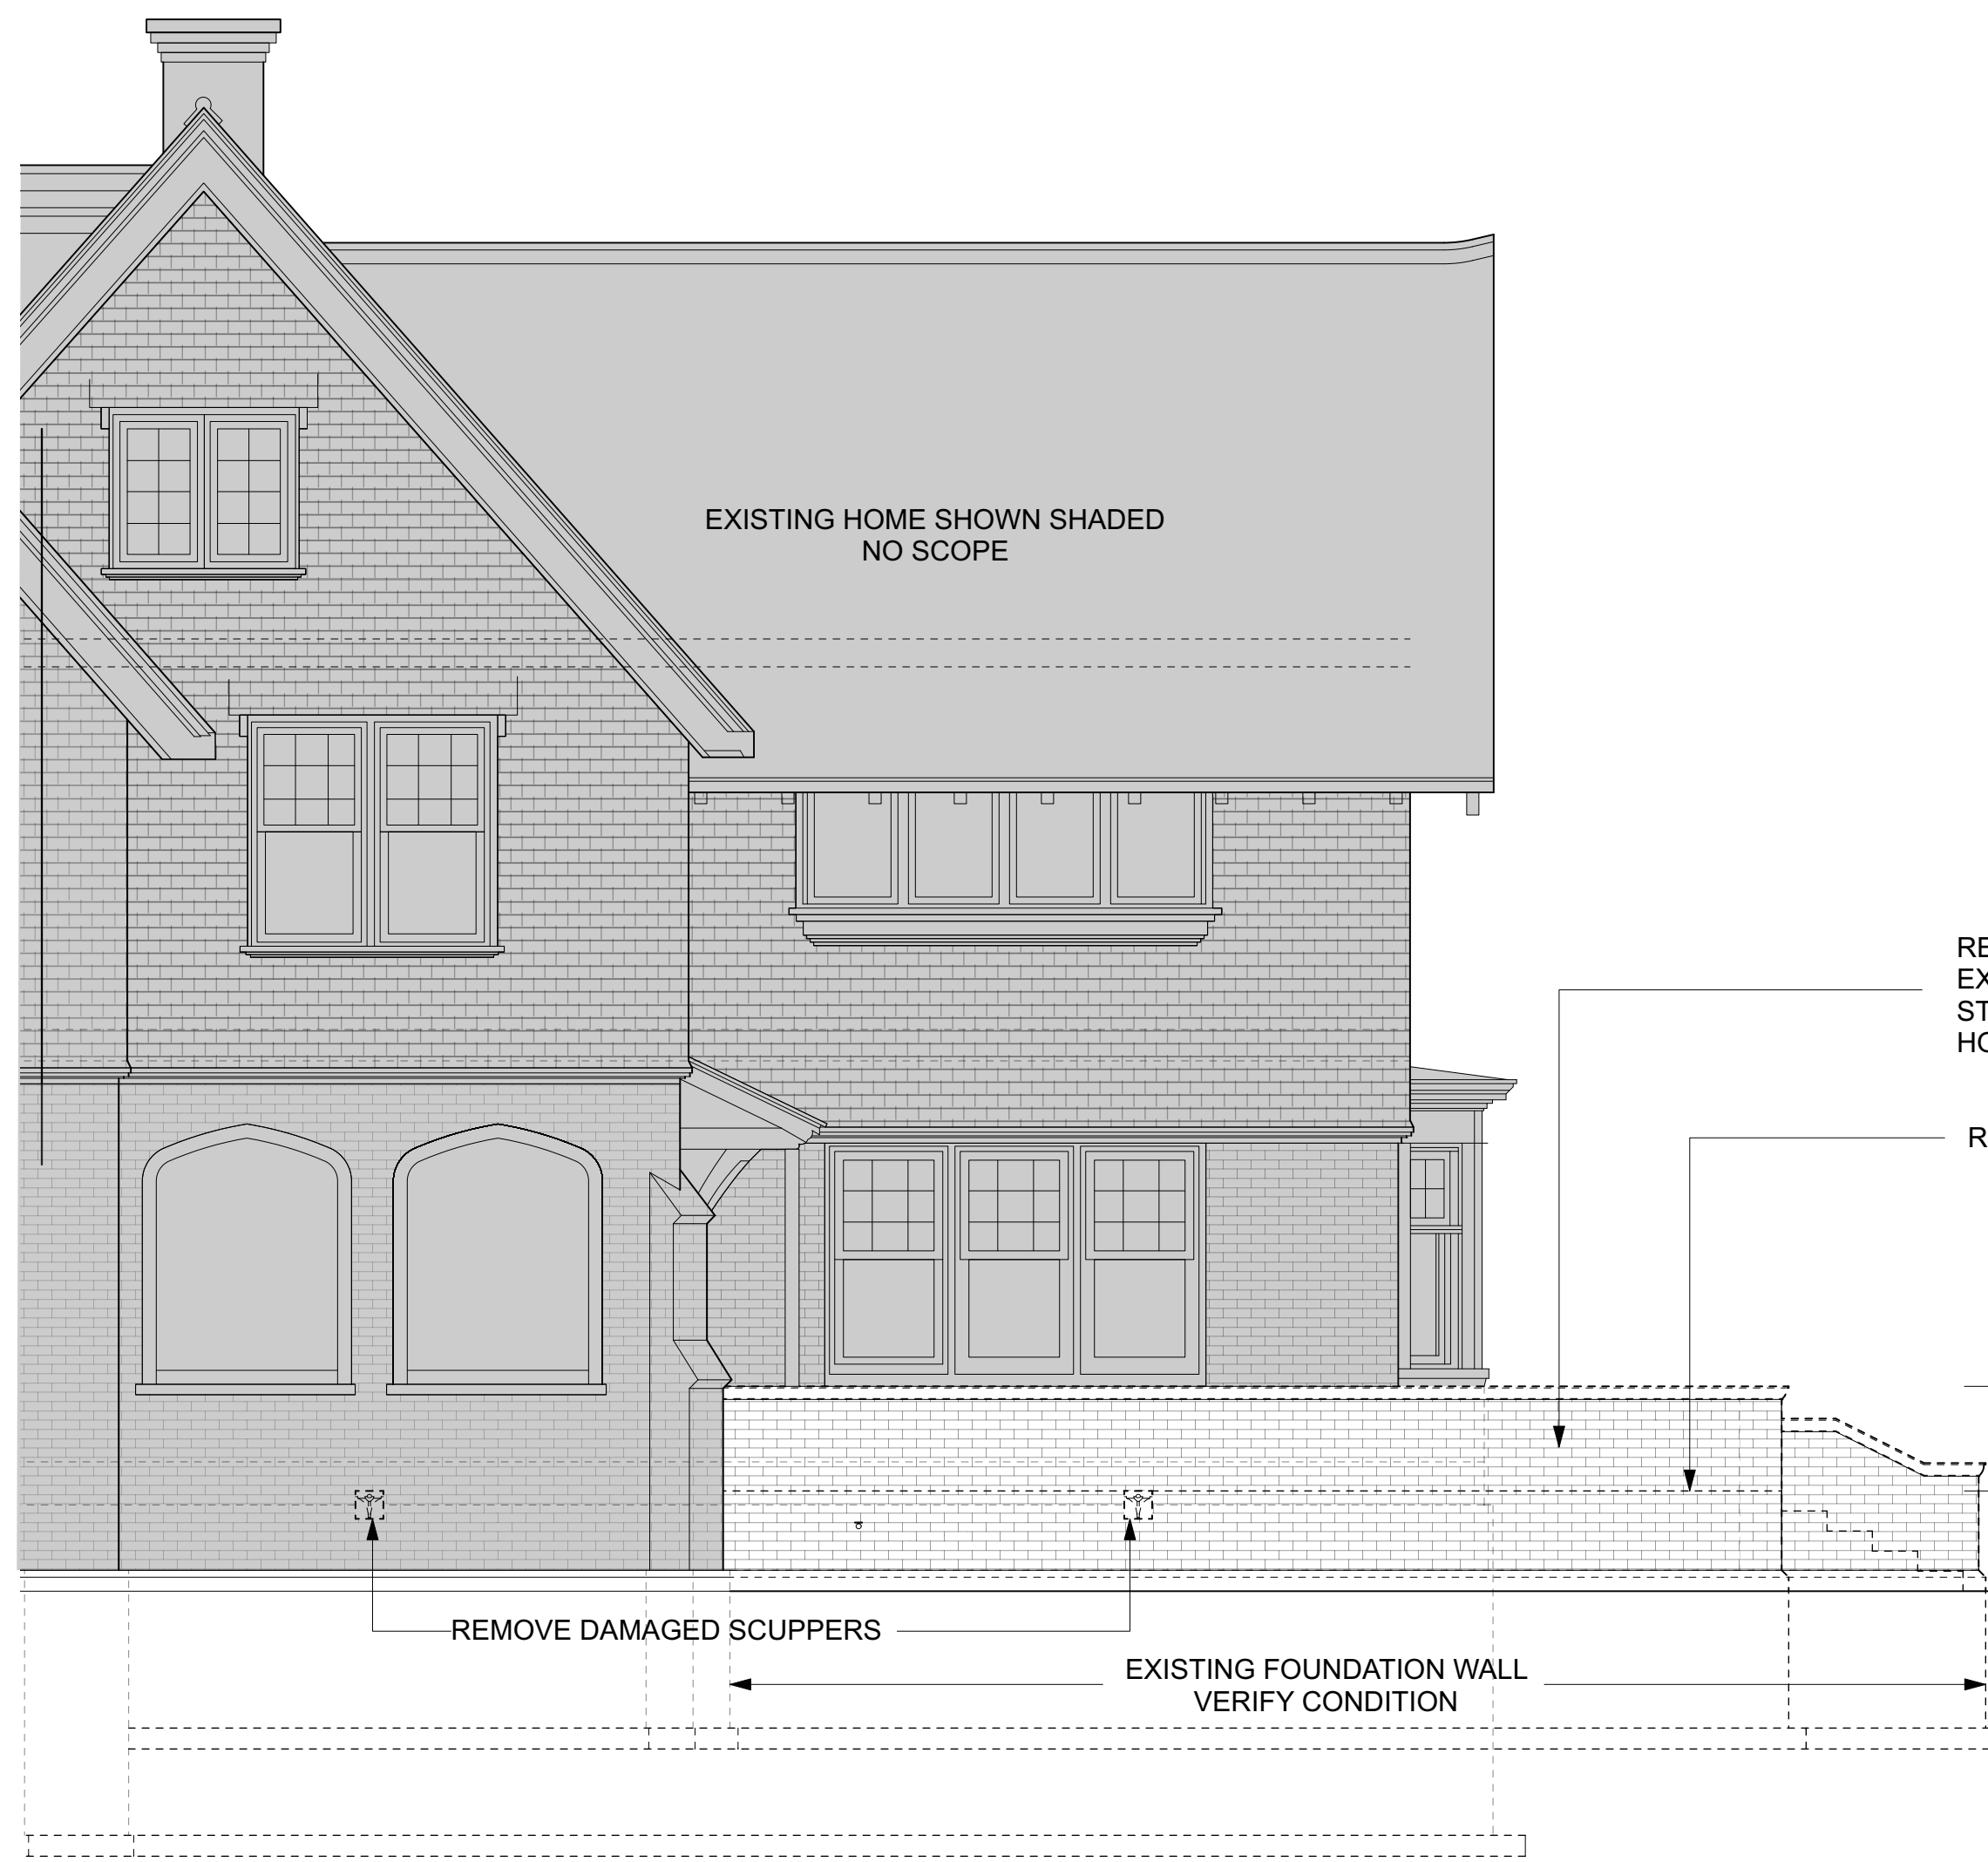 EXISTING HOME SHOWN SHADED
NO SCOPE
REMOVE DAMAGED SCUPPERS
EXISTING FOUNDATION WALL
VERIFY CONDITION